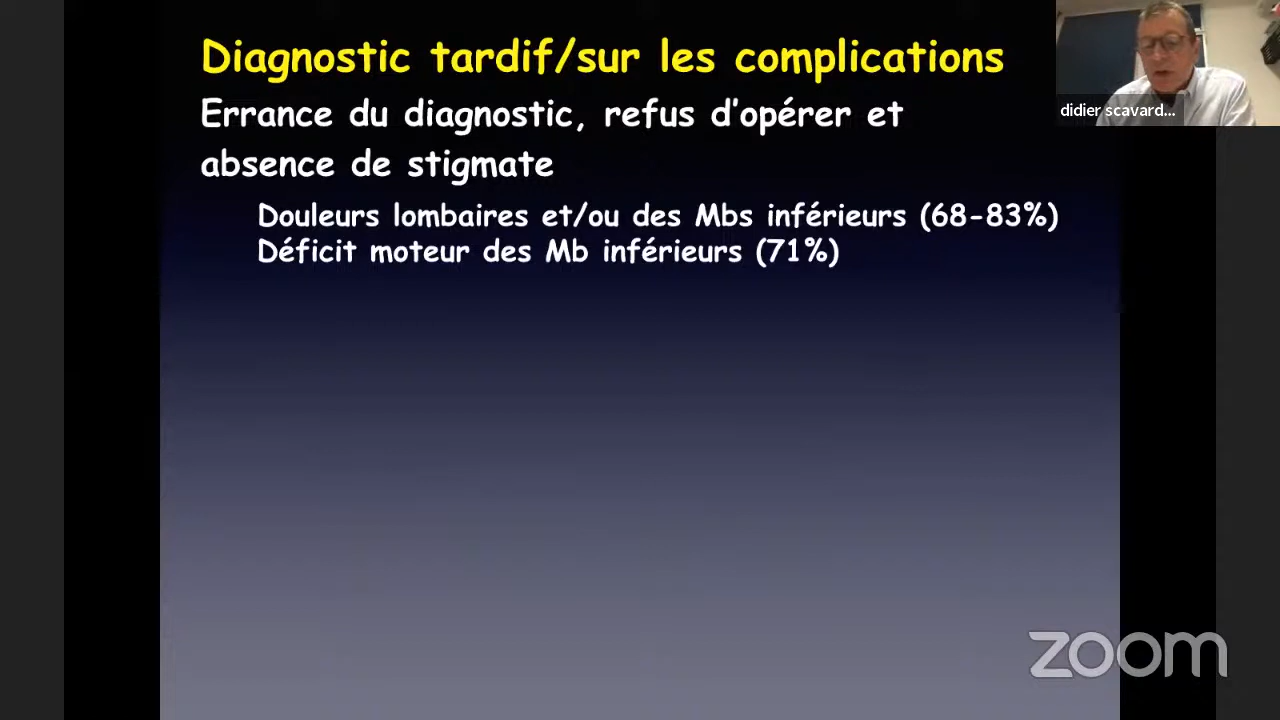 Diagnostic tardif/sur les complications
Errance du diagnostic, refus d'opérer et
absence de stigmate
Douleurs lombaires et/ou des Mbs inférieurs (68-83%)
Déficit moteur des Mb inférieurs (71%)
didier scavard...
zoom